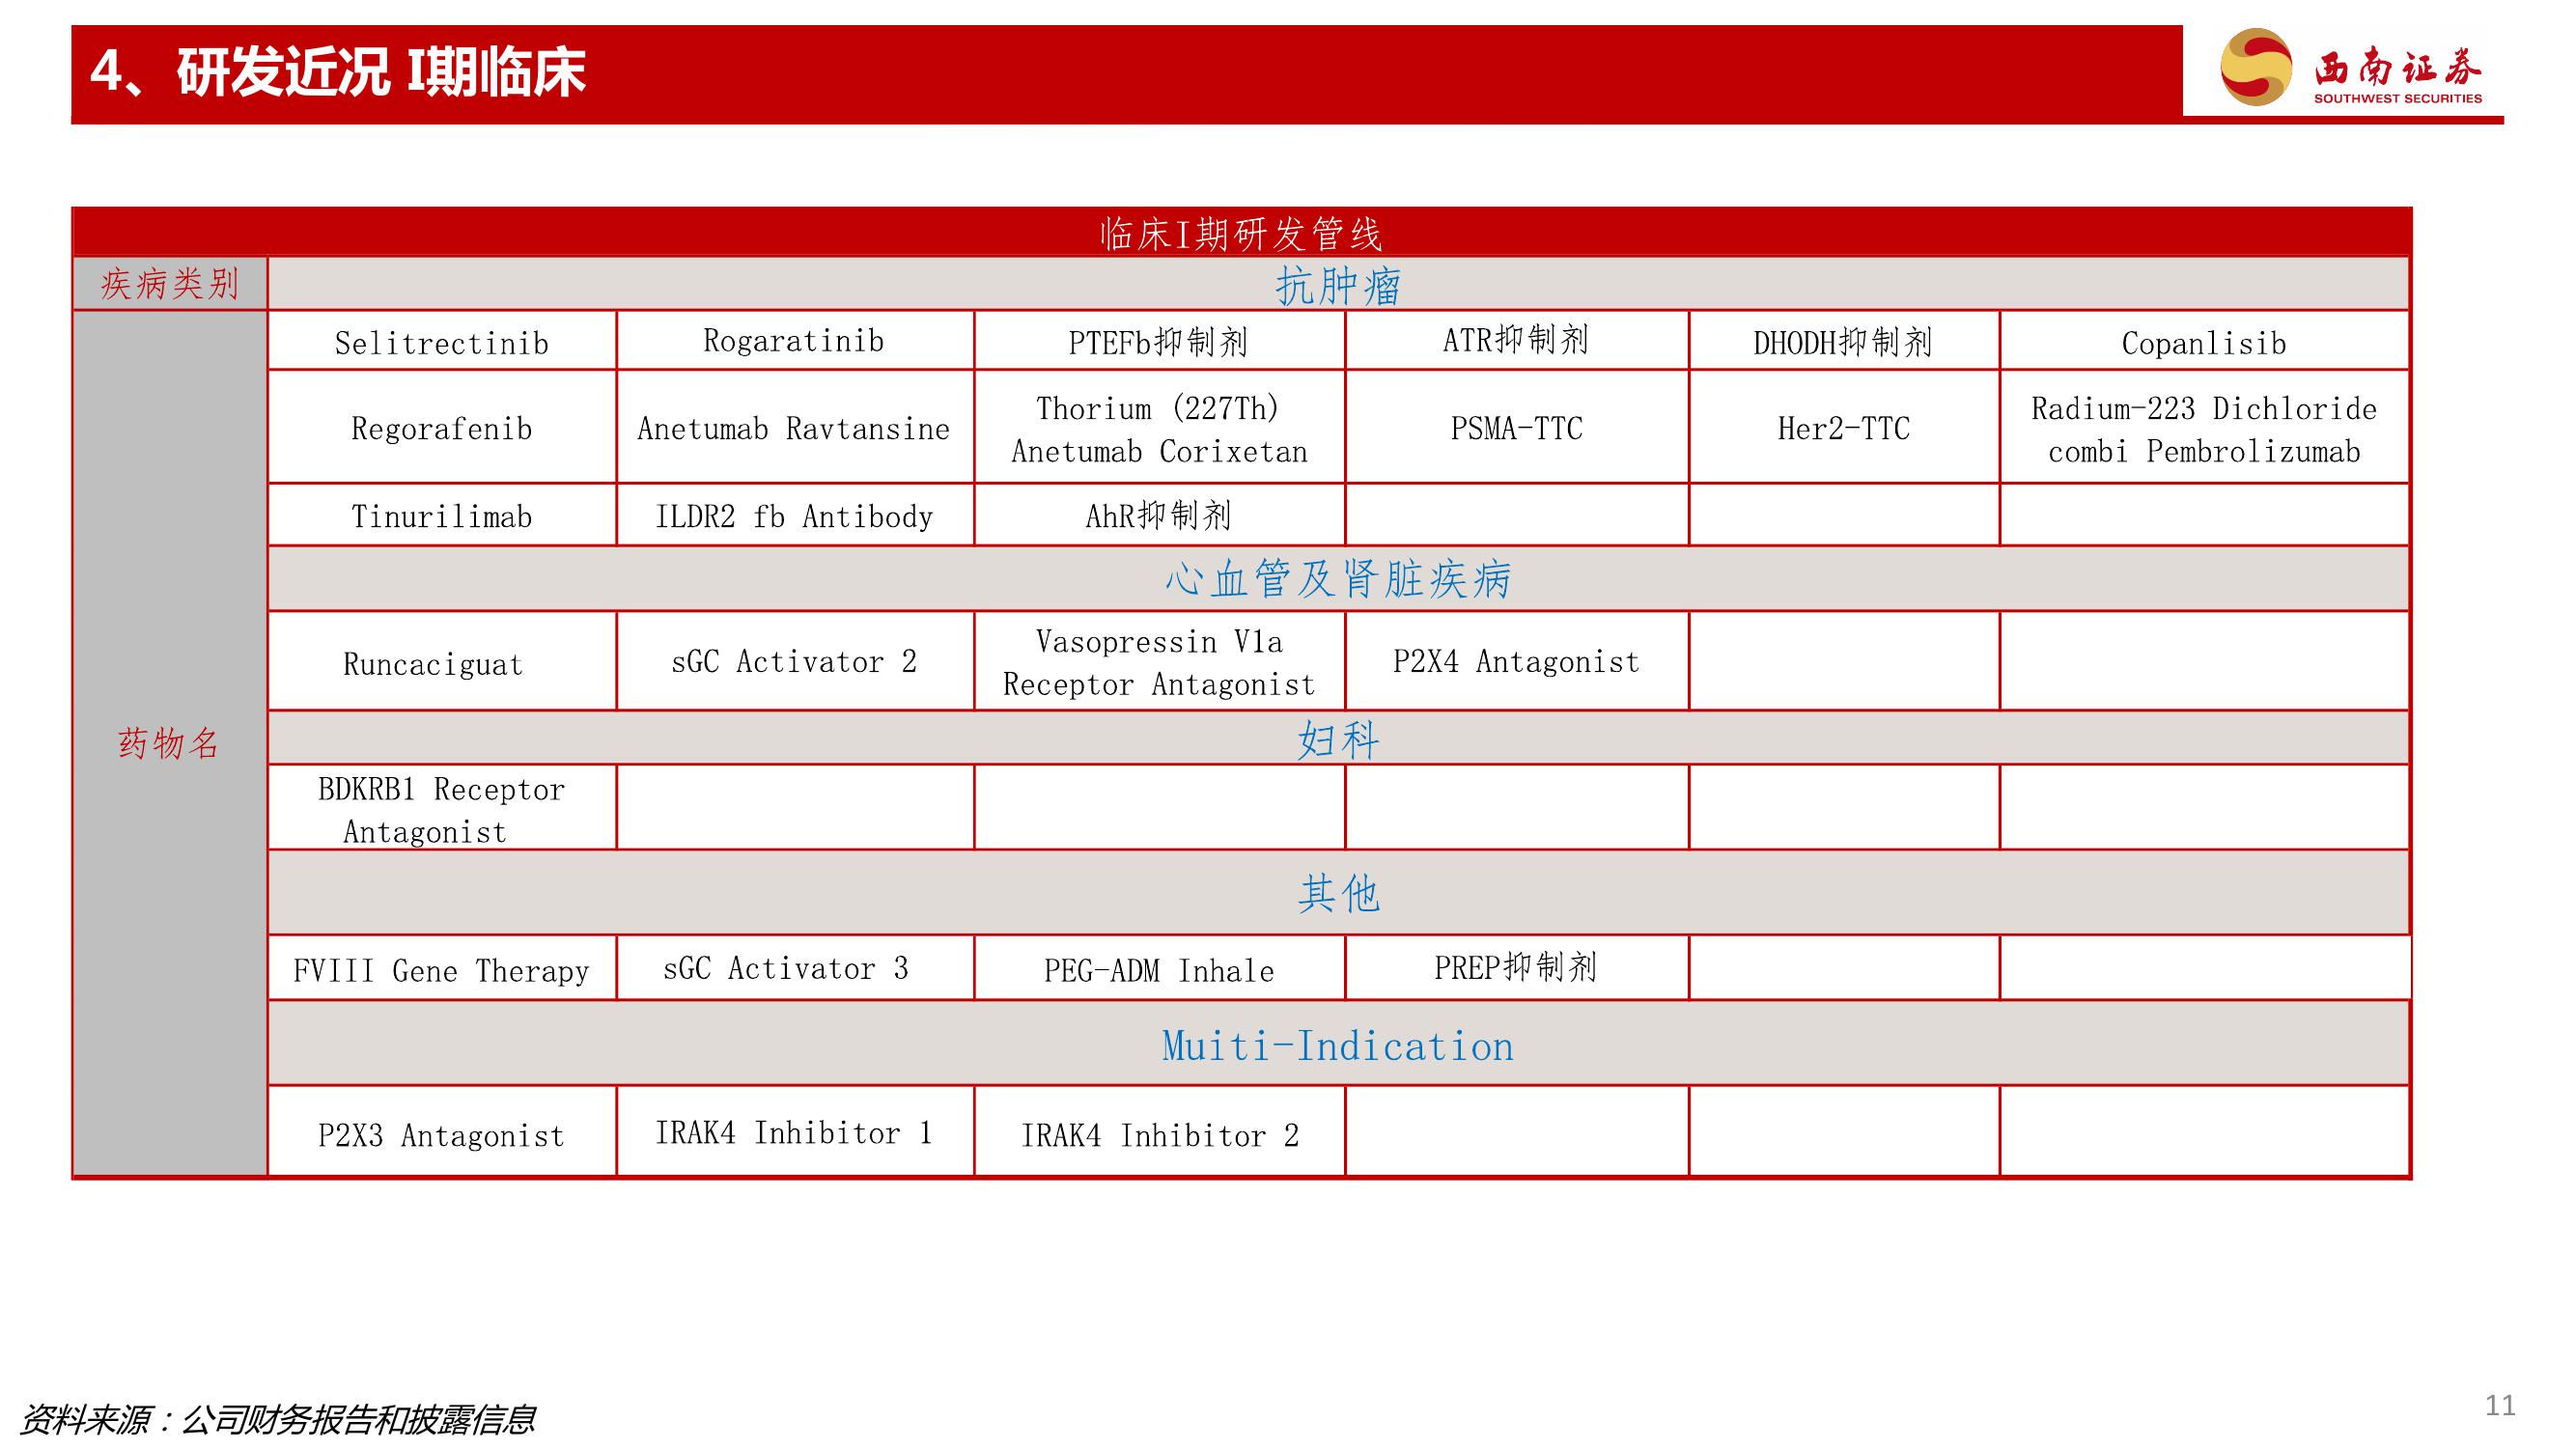 4、研发近况 I期临床
西南证券
SOUTHWEST SECURITIES
临床I期研发管线
疾病类别 抗肿瘤
药物名
Selitrectinib Rogaratinib PTEFb抑制剂 ATR抑制剂 DHODH抑制剂 Copanlisib
Regorafenib Anetumab Ravtansine Thorium (227Th) Anetumab Corixetan PSMA-TTC Her2-TTC Radium-223 Dichloride combi Pembrolizumab
Tinurilimab ILDR2 fb Antibody AhR抑制剂
心血管及肾脏疾病
Runcaciguat sGC Activator 2 Vasopressin V1a Receptor Antagonist P2X4 Antagonist
妇科
BDKRB1 Receptor
Antagonist
其他
FVIII Gene Therapy sGC Activator 3 PEG-ADM Inhale PREP抑制剂
Muiti-Indication
P2X3 Antagonist IRAK4 Inhibitor 1 IRAK4 Inhibitor 2
资料来源：公司财务报告和披露信息
11